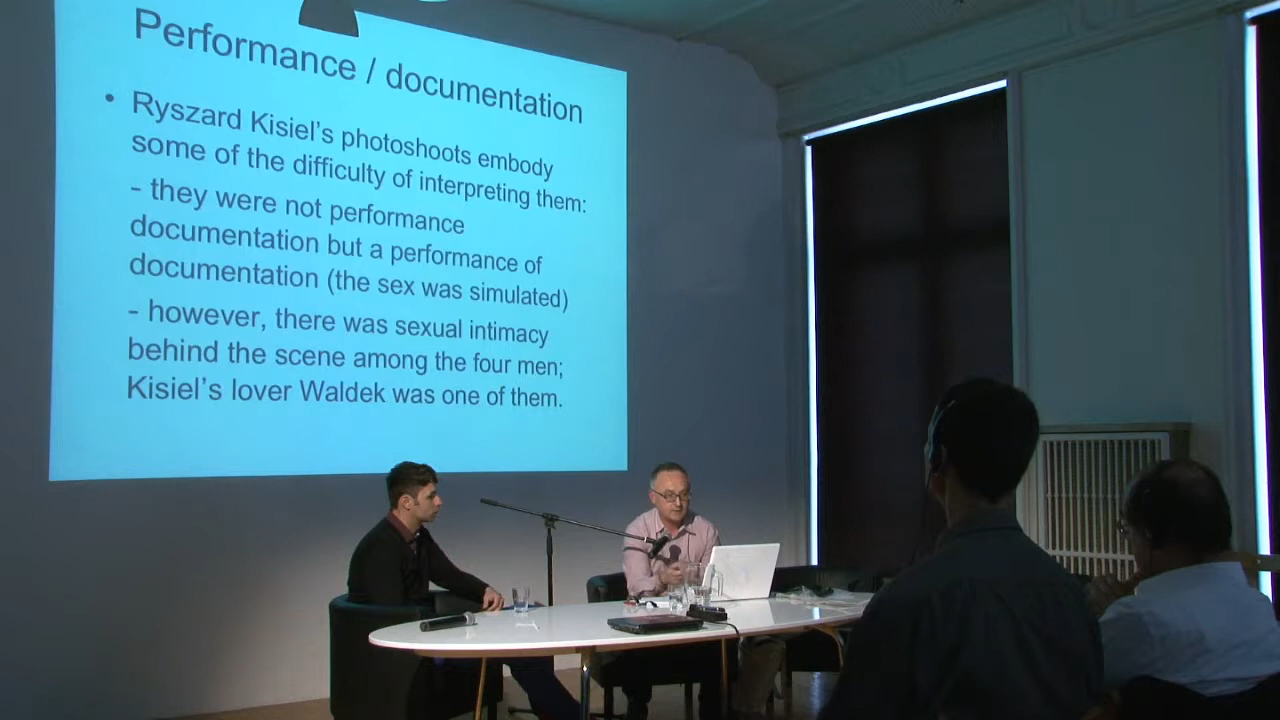 Performance / documentation
• Ryszard Kisiel's photoshoots embody
some of the difficulty of interpreting them:
- they were not performance
documentation but a performance of
documentation (the sex was simulated)
- however, there was sexual intimacy
behind the scene among the four men;
Kisiel's lover Waldek was one of them.